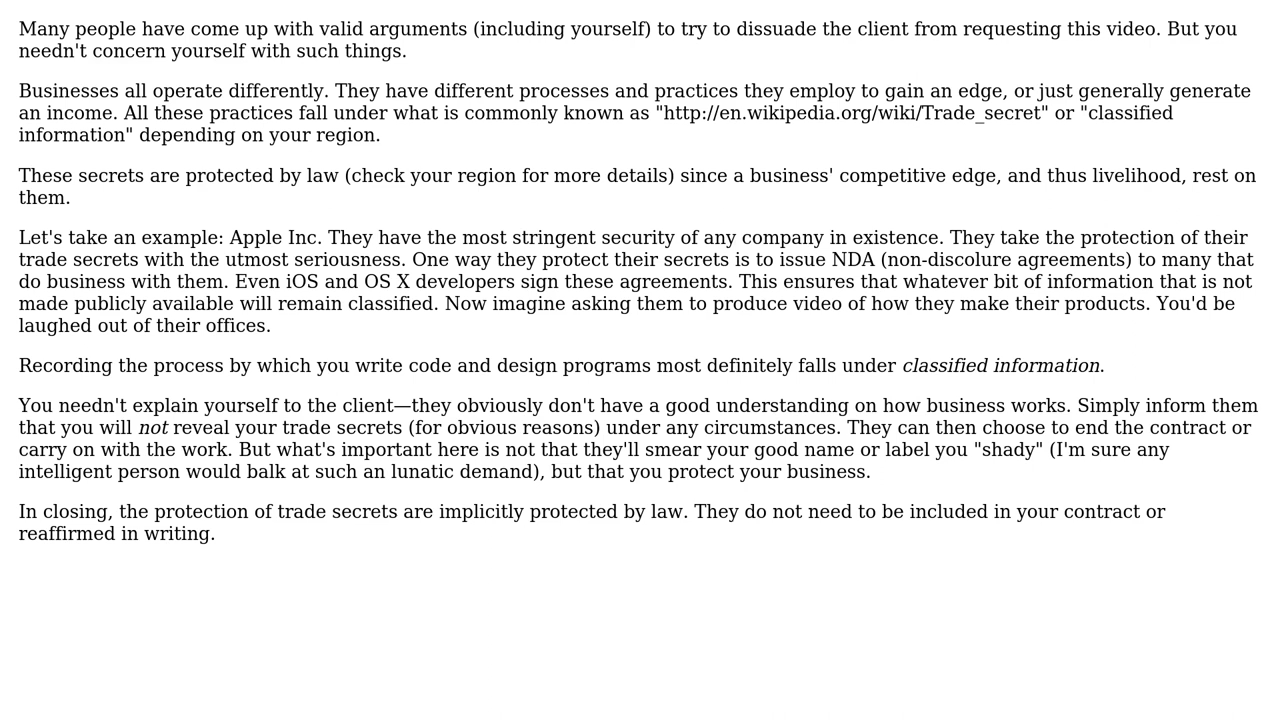 Many people have come up with valid arguments (including yourself) to try to dissuade the client from requesting this video. But you
needn't concern yourself with such things.
Businesses all operate differently. They have different processes and practices they employ to gain an edge, or just generally generate
an income. All these practices fall under what is commonly known as "http://en.wikipedia.org/wiki/Trade_secret" or "classified
information" depending on your region.
These secrets are protected by law (check your region for more details) since a business' competitive edge, and thus livelihood, rest on
them.
Let's take an example: Apple Inc. They have the most stringent security of any company in existence. They take the protection of their
trade secrets with the utmost seriousness. One way they protect their secrets is to issue NDA (non-discolure agreements) to many that
do business with them. Even iOS and OS X developers sign these agreements. This ensures that whatever bit of information that is not
made publicly available will remain classified. Now imagine asking them to produce video of how they make their products. You'd be
laughed out of their offices.
Recording the process by which you write code and design programs most definitely falls under classified information.
You needn't explain yourself to the client—they obviously don't have a good understanding on how business works. Simply inform them
that you will not reveal your trade secrets (for obvious reasons) under any circumstances. They can then choose to end the contract or
carry on with the work. But what's important here is not that they'll smear your good name or label you "shady" (I'm sure any
intelligent person would balk at such an lunatic demand), but that you protect your business.
In closing, the protection of trade secrets are implicitly protected by law. They do not need to be included in your contract or
reaffirmed in writing.